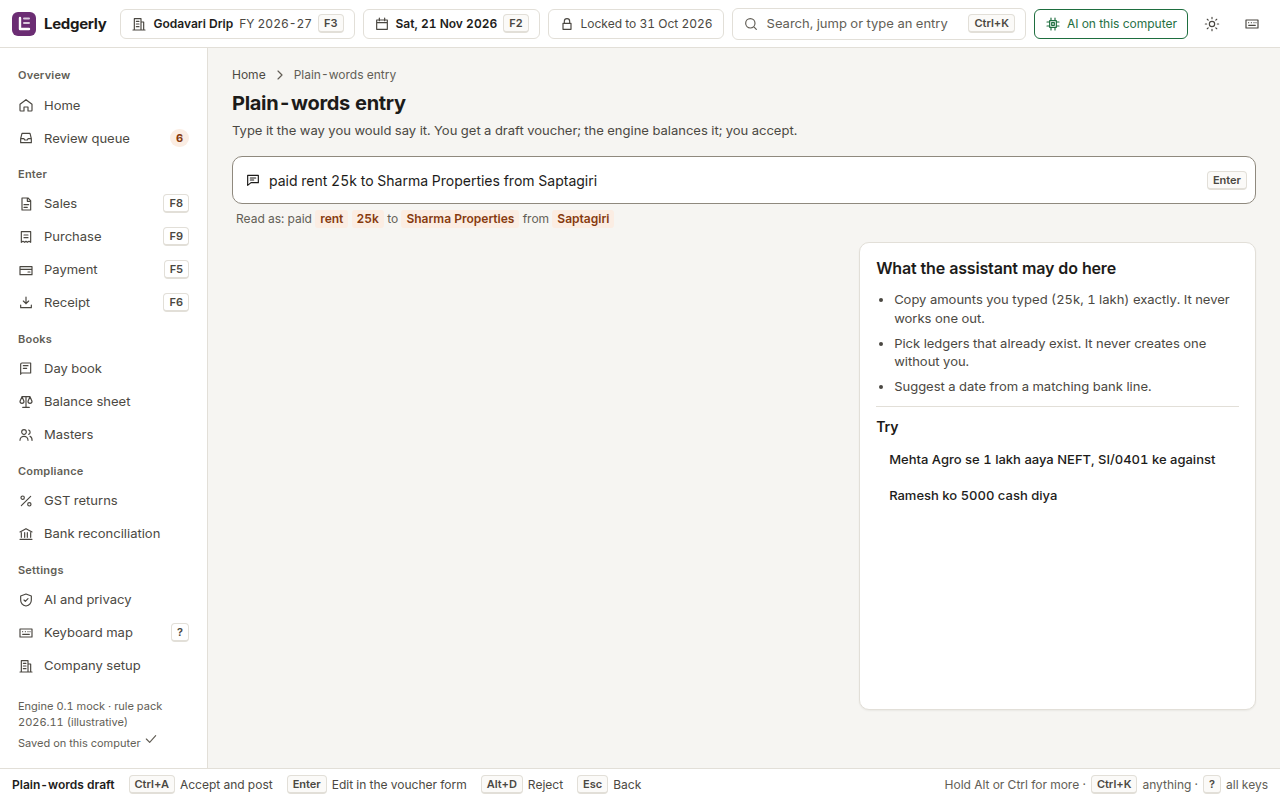 Ledgerly
Godavari Drip FY 2026-27 F3
Sat, 21 Nov 2026 F2
Locked to 31 Oct 2026
Search, jump or type an entry Ctrl+K
AI on this computer
Overview
Home
Review queue 6
Enter
Sales F8
Purchase F9
Payment F5
Receipt F6
Books
Day book
Balance sheet
Masters
Compliance
GST returns
Bank reconciliation
Settings
AI and privacy
Keyboard map ?
Company setup
Engine 0.1 mock · rule pack
2026.11 (illustrative)
Saved on this computer
Home > Plain-words entry
Plain-words entry
Type it the way you would say it. You get a draft voucher; the engine balances it; you accept.
paid rent 25k to Sharma Properties from Saptagiri Enter
Read as: paid rent 25k to Sharma Properties from Saptagiri
What the assistant may do here
• Copy amounts you typed (25k, 1 lakh) exactly. It never
works one out.
• Pick ledgers that already exist. It never creates one
without you.
• Suggest a date from a matching bank line.
Try
Mehta Agro se 1 lakh aaya NEFT, SI/0401 ke against
Ramesh ko 5000 cash diya
Plain-words draft Ctrl+A Accept and post Enter Edit in the voucher form Alt+D Reject Esc Back
Hold Alt or Ctrl for more · Ctrl+K anything · ? all keys